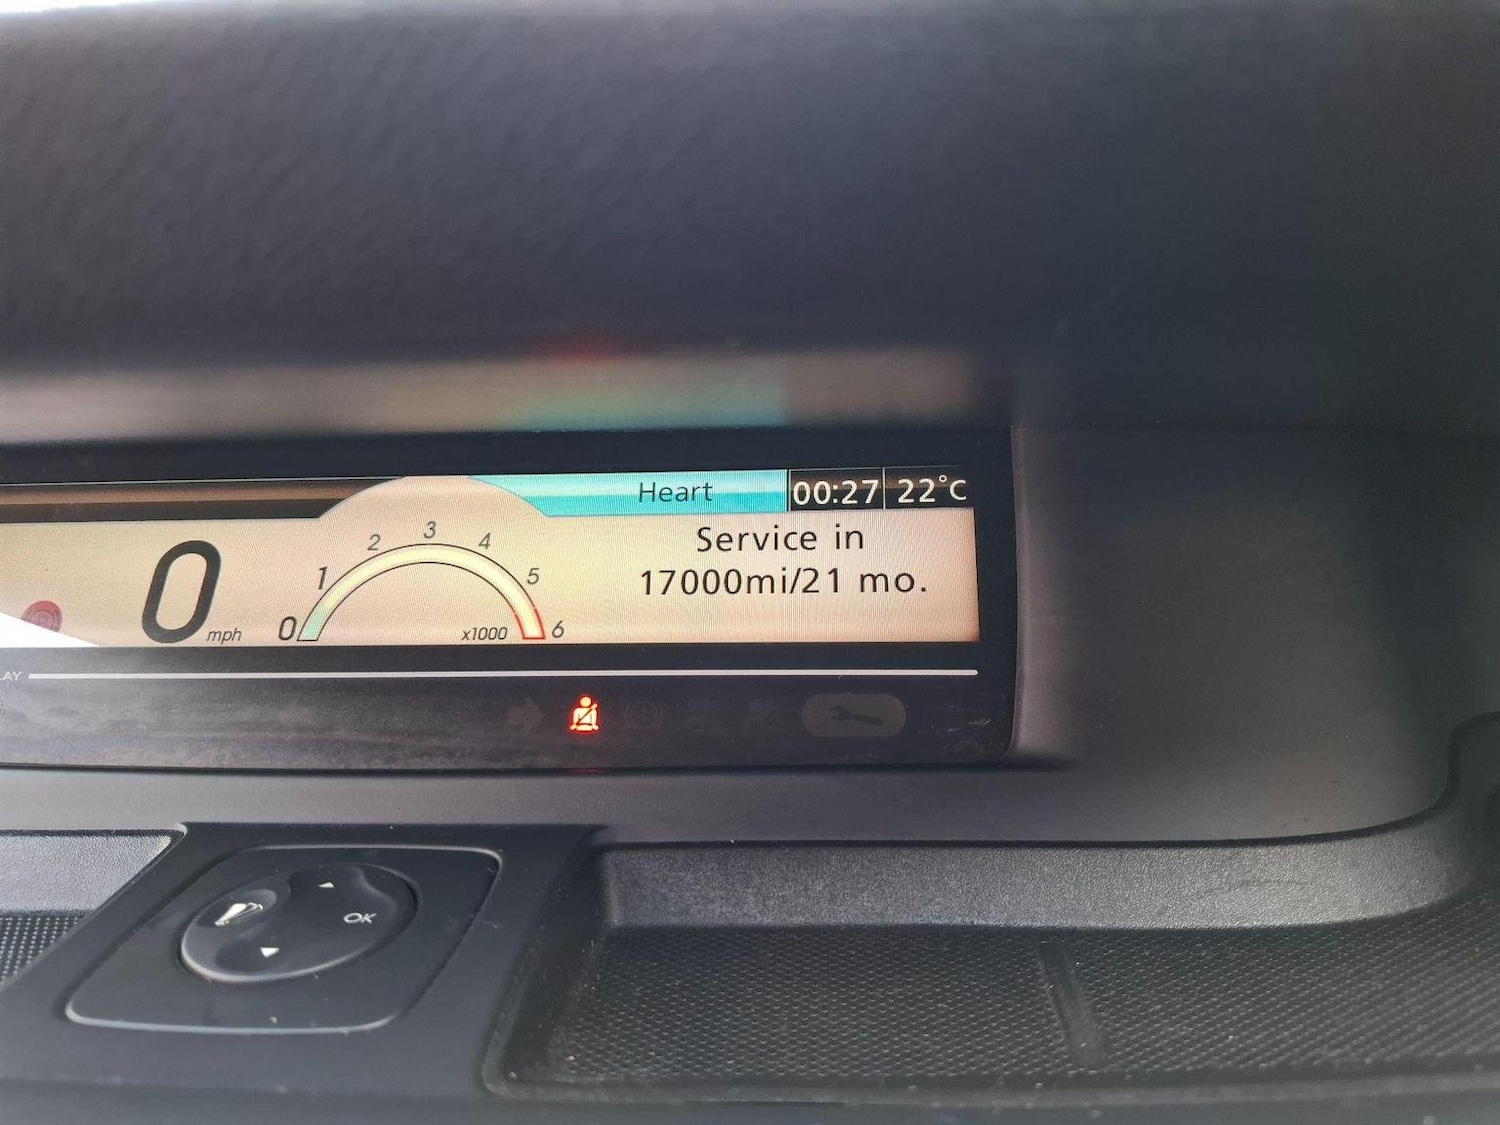 Heart 00:27 22°C
Service in
17000mi/21 mo.
0 mph
0 1 2 3 4 5 6
x1000
LAY
OK